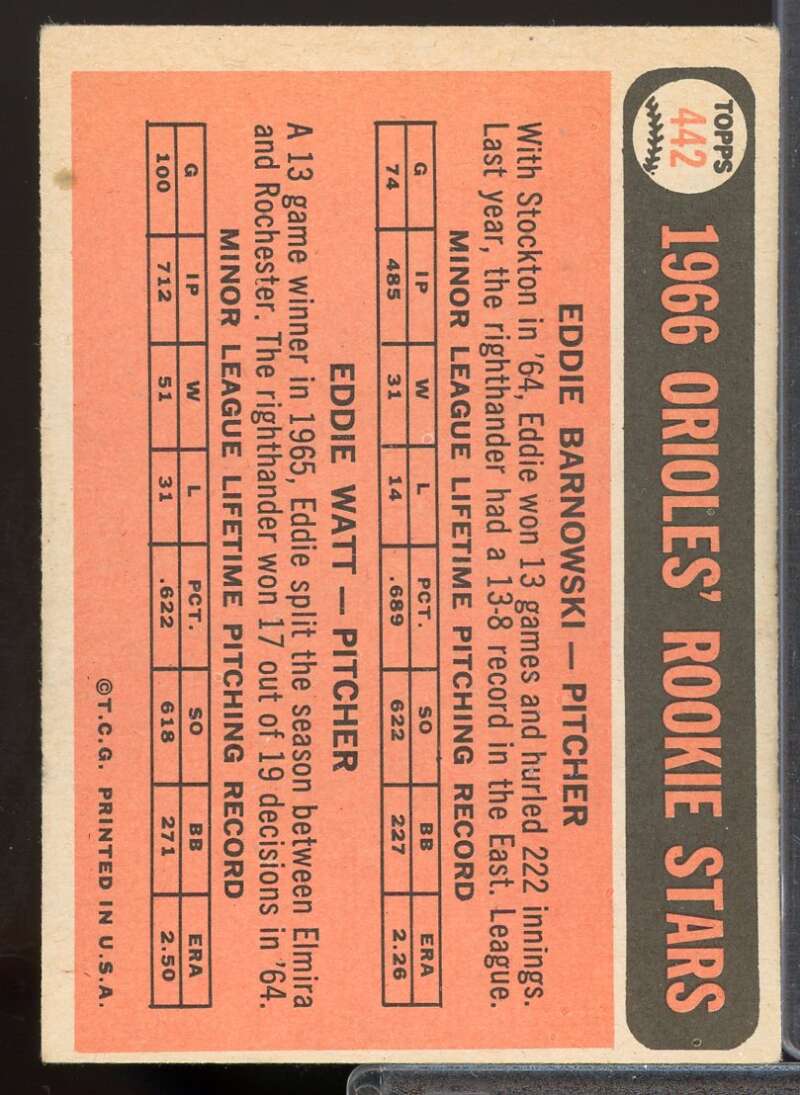 TOPPS
442
1966 ORIOLES' ROOKIE STARS
EDDIE BARNOWSKI — PITCHER
With Stockton in '64, Eddie won 13 games and hurled 222 innings.
Last year, the righthander had a 13-8 record in the East. League.
MINOR LEAGUE LIFETIME PITCHING RECORD
G IP W L PCT. SO BB ERA
74 485 31 14 .689 622 227 2.26
EDDIE WATT — PITCHER
A 13 game winner in 1965, Eddie split the season between Elmira
and Rochester. The righthander won 17 out of 19 decisions in '64.
MINOR LEAGUE LIFETIME PITCHING RECORD
G IP W L PCT. SO BB ERA
100 712 51 31 .622 618 271 2.50
©T.C.G. PRINTED IN U.S.A.